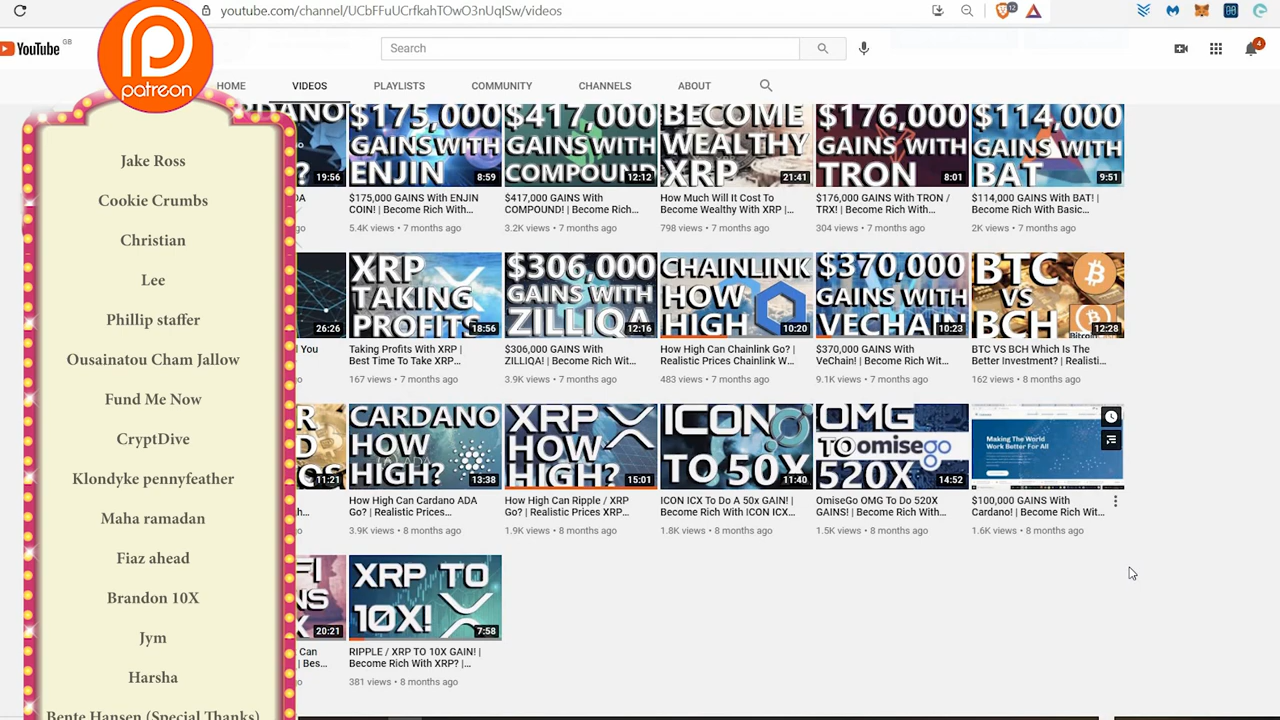 youtube.com/channel/UCbFFuUCrfkahTOwO3nUqISw/videos
12
YouTube GB
Search
4
patreon
HOME
VIDEOS
PLAYLISTS
COMMUNITY
CHANNELS
ABOUT
Jake Ross
Cookie Crumbs
Christian
Lee
Phillip staffer
Ousainatou Cham Jallow
Fund Me Now
CryptDive
Klondyke pennyfeather
Maha ramadan
Fiaz ahead
Brandon 10X
Jym
Harsha
Bente Hansen (Special Thanks)
19:56
$175,000
GAINS WITH
ENJIN
8:59
$417,000
GAINS WITH
COMPOUND
12:12
BECOME
WEALTHY
XRP
21:41
$176,000
GAINS WITH
TRON
8:01
$114,000
GAINS WITH
BAT
9:51
$175,000 GAINS With ENJIN
COIN! | Become Rich With...
5.4K views • 7 months ago
$417,000 GAINS With
COMPOUND! | Become Rich...
3.2K views • 7 months ago
How Much Will It Cost To
Become Wealthy With XRP |...
798 views • 7 months ago
$176,000 GAINS With TRON /
TRX! | Become Rich With...
304 views • 7 months ago
$114,000 GAINS With BAT! |
Become Rich With Basic...
2K views • 7 months ago
26:26
XRP
TAKING
PROFITS
18:56
$306,000
GAINS WITH
ZILLIQA
12:16
CHAINLINK
HOW
HIGH
10:20
$370,000
GAINS WITH
VECHAIN
10:23
BTC
VS
BCH
Bitcoin
12:28
You
Taking Profits With XRP |
Best Time To Take XRP...
167 views • 7 months ago
$306,000 GAINS With
ZILLIQA! | Become Rich Wit...
3.9K views • 7 months ago
How High Can Chainlink Go? |
Realistic Prices Chainlink W...
483 views • 7 months ago
$370,000 GAINS With
VeChain! | Become Rich Wit...
9.1K views • 7 months ago
BTC VS BCH Which Is The
Better Investment? | Realisti...
162 views • 8 months ago
11:21
CARDANO
HOW
HIGH?
13:38
XRP
HOW
HIGH?
15:01
ICON
TO 50X
11:40
OMG
TO omisego
520X
14:52
Making The World
Work Better For All
How High Can Cardano ADA
Go? | Realistic Prices...
3.9K views • 8 months ago
How High Can Ripple / XRP
Go? | Realistic Prices XRP...
1.9K views • 8 months ago
ICON ICX To Do A 50x GAIN! |
Become Rich With ICON ICX...
1.8K views • 8 months ago
OmiseGo OMG To Do 520X
GAINS! | Become Rich With...
1.5K views • 8 months ago
$100,000 GAINS With
Cardano! | Become Rich Wit...
1.6K views • 8 months ago
20:21
XRP TO
10X!
7:58
Can
| Bes...
RIPPLE / XRP TO 10X GAIN! |
Become Rich With XRP? |...
381 views • 8 months ago